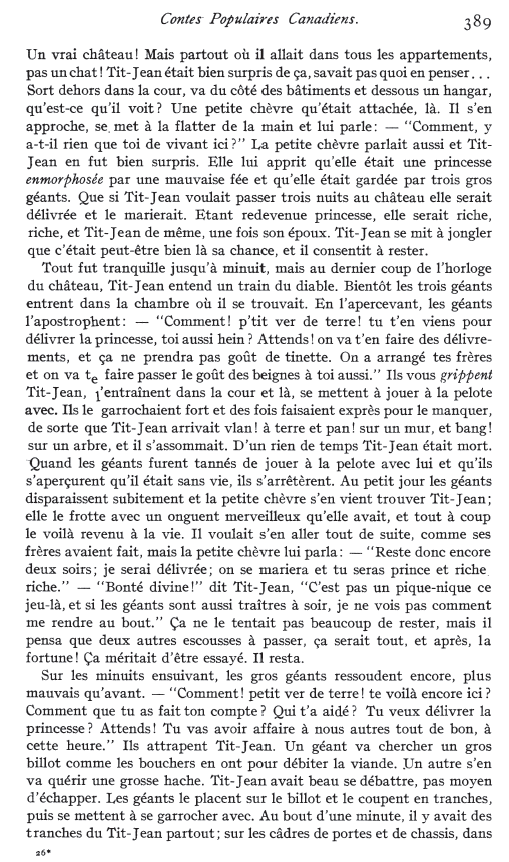 Contes Populaires Canadiens. 389
Un vrai château! Mais partout où il allait dans tous les appartements,
pas un chat! Tit-Jean était bien surpris de ça, savait pas quoi en penser...
Sort dehors dans la cour, va du côté des bâtiments et dessous un hangar,
qu'est-ce qu'il voit? Une petite chèvre qu'était attachée, là. Il s'en
approche, se met à la flatter de la main et lui parle: — "Comment, y
a-t-il rien que toi de vivant ici?" La petite chèvre parlait aussi et Tit-
Jean en fut bien surpris. Elle lui apprit qu'elle était une princesse
enmorphosée par une mauvaise fée et qu'elle était gardée par trois gros
géants. Que si Tit-Jean voulait passer trois nuits au château elle serait
délivrée et le marierait. Etant redevenue princesse, elle serait riche,
riche, et Tit-Jean de même, une fois son époux. Tit-Jean se mit à jongler
que c'était peut-être bien là sa chance, et il consentit à rester.
Tout fut tranquille jusqu'à minuit, mais au dernier coup de l'horloge
du château, Tit-Jean entend un train du diable. Bientôt les trois géants
entrent dans la chambre où il se trouvait. En l'apercevant, les géants
l'apostrophent: — "Comment! p'tit ver de terre! tu t'en viens pour
délivrer la princesse, toi aussi hein? Attends! on va t'en faire des délivre-
ments, et ça ne prendra pas goût de tinette. On a arrangé tes frères
et on va te faire passer le goût des beignes à toi aussi." Ils vous grippent
Tit-Jean, l'entraînent dans la cour et là, se mettent à jouer à la pelote
avec. Ils le garrochaient fort et des fois faisaient exprès pour le manquer,
de sorte que Tit-Jean arrivait vlan! à terre et pan! sur un mur, et bang!
sur un arbre, et il s'assommait. D'un rien de temps Tit-Jean était mort.
Quand les géants furent tannés de jouer à la pelote avec lui et qu'ils
s'aperçurent qu'il était sans vie, ils s'arrêtèrent. Au petit jour les géants
disparaissent subitement et la petite chèvre s'en vient trouver Tit-Jean;
elle le frotte avec un onguent merveilleux qu'elle avait, et tout à coup
le voilà revenu à la vie. Il voulait s'en aller tout de suite, comme ses
frères avaient fait, mais la petite chèvre lui parla: — "Reste donc encore
deux soirs; je serai délivrée; on se mariera et tu seras prince et riche
riche." — "Bonté divine!" dit Tit-Jean, "C'est pas un pique-nique ce
jeu-là, et si les géants sont aussi traîtres à soir, je ne vois pas comment
me rendre au bout." Ça ne le tentait pas beaucoup de rester, mais il
pensa que deux autres escousses à passer, ça serait tout, et après, la
fortune! Ça méritait d'être essayé. Il resta.
Sur les minuits ensuivant, les gros géants ressoudent encore, plus
mauvais qu'avant. — "Comment! petit ver de terre! te voilà encore ici?
Comment que tu as fait ton compte? Qui t'a aidé? Tu veux délivrer la
princesse? Attends! Tu vas avoir affaire à nous autres tout de bon, à
cette heure." Ils attrapent Tit-Jean. Un géant va chercher un gros
billot comme les bouchers en ont pour débiter la viande. Un autre s'en
va quérir une grosse hache. Tit-Jean avait beau se débattre, pas moyen
d'échapper. Les géants le placent sur le billot et le coupent en tranches,
puis se mettent à se garrocher avec. Au bout d'une minute, il y avait des
tranches du Tit-Jean partout; sur les câdres de portes et de chassis, dans
26*